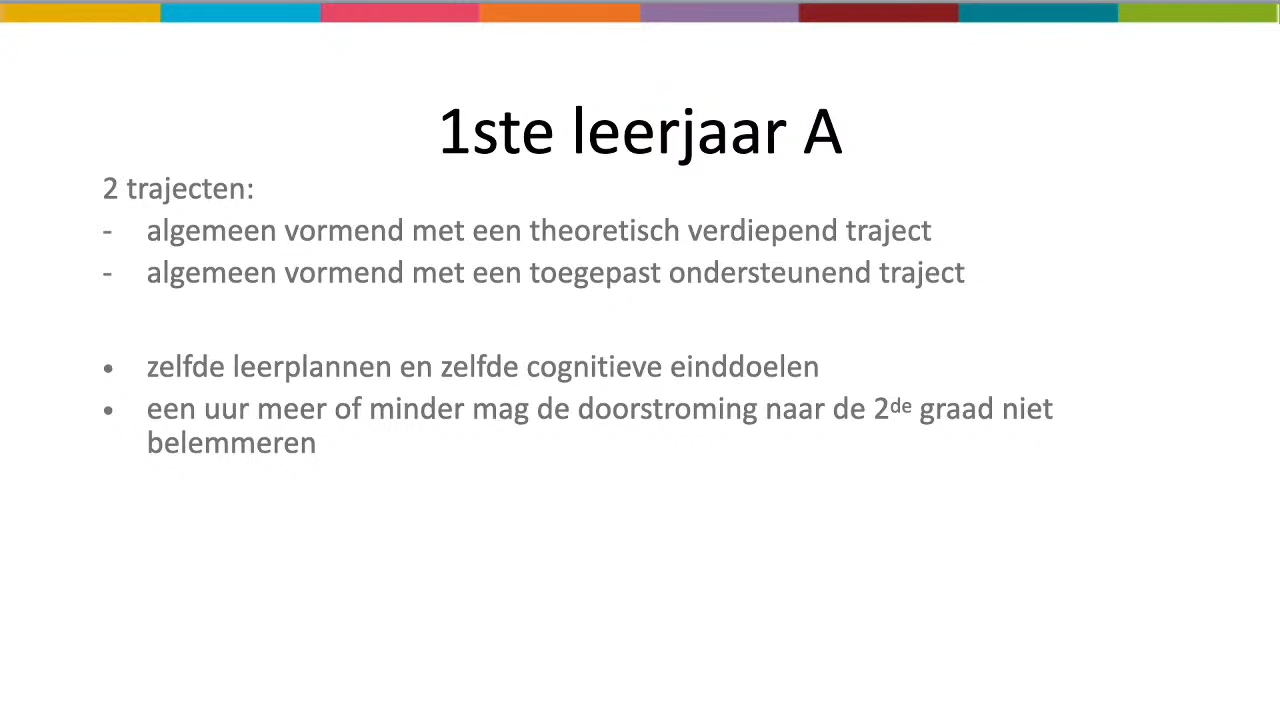 1ste leerjaar A
2 trajecten:
- algemeen vormend met een theoretisch verdiepend traject
- algemeen vormend met een toegepast ondersteunend traject
• zelfde leerplannen en zelfde cognitieve einddoelen
• een uur meer of minder mag de doorstroming naar de 2de graad niet
belemmeren